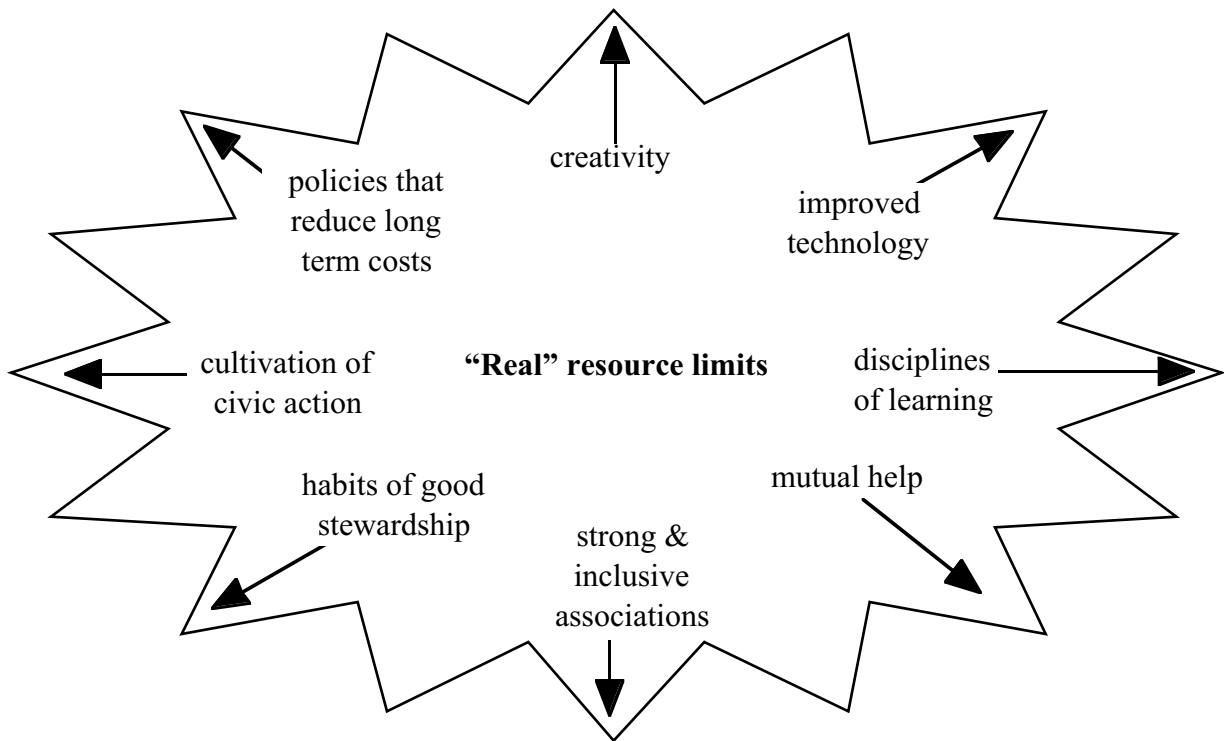 creativity
policies that
reduce long
term costs
improved
technology
cultivation of
civic action
“Real” resource limits
disciplines
of learning
habits of good
stewardship
mutual help
strong &
inclusive
associations